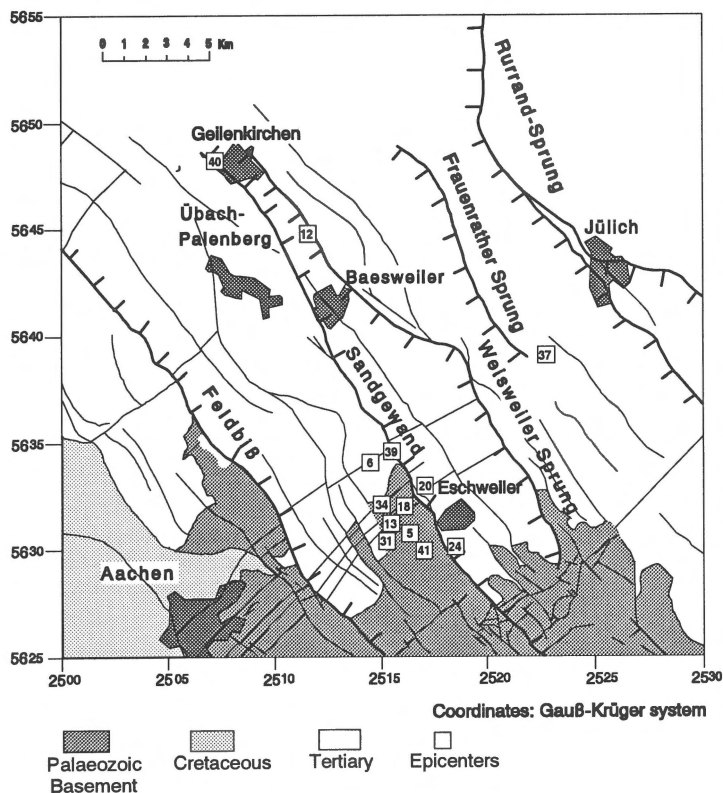 5655
0 1 2 3 4 5 Km
Rurrand-Sprung
5650
Geilenkirchen
40
Frauenrather Sprung
5645
Übach-
Palenberg
12
Jülich
Baesweiler
5640
37
Sandgewand
Weisweiler Sprung
Feldbiß
5635
39
6
20
Eschweiler
34
18
13
5
5630
31
41
24
Aachen
5625
2500
2505
2510
2515
2520
2525
2530
Coordinates: Gauß-Krüger system
Palaeozoic
Basement
Cretaceous
Tertiary
Epicenters